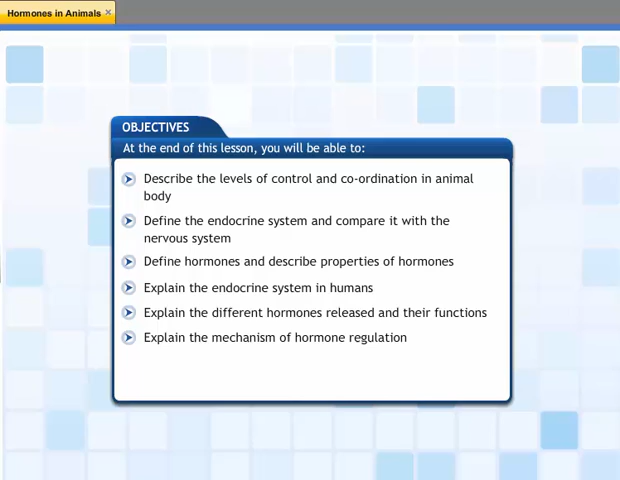 Hormones in Animals
OBJECTIVES
At the end of this lesson, you will be able to:
Describe the levels of control and co-ordination in animal
body
Define the endocrine system and compare it with the
nervous system
Define hormones and describe properties of hormones
Explain the endocrine system in humans
Explain the different hormones released and their functions
Explain the mechanism of hormone regulation